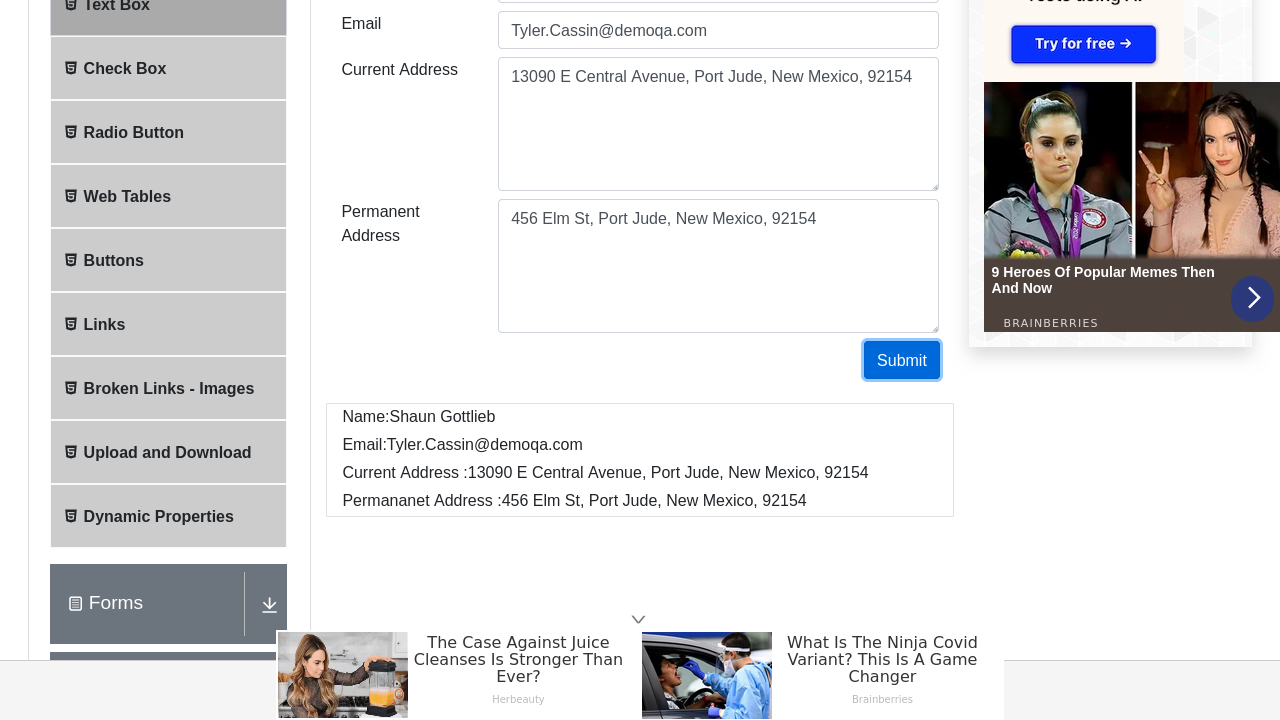 Text Box
Check Box
Radio Button
Web Tables
Buttons
Links
Broken Links - Images
Upload and Download
Dynamic Properties
Forms
Email
Tyler.Cassin@demoqa.com
Current Address
13090 E Central Avenue, Port Jude, New Mexico, 92154
Permanent
Address
456 Elm St, Port Jude, New Mexico, 92154
Submit
Name:Shaun Gottlieb
Email:Tyler.Cassin@demoqa.com
Current Address :13090 E Central Avenue, Port Jude, New Mexico, 92154
Permananet Address :456 Elm St, Port Jude, New Mexico, 92154
Try for free →
9 Heroes Of Popular Memes Then
And Now
BRAINBERRIES
The Case Against Juice
Cleanses Is Stronger Than
Ever?
Herbeauty
What Is The Ninja Covid
Variant? This Is A Game
Changer
Brainberries